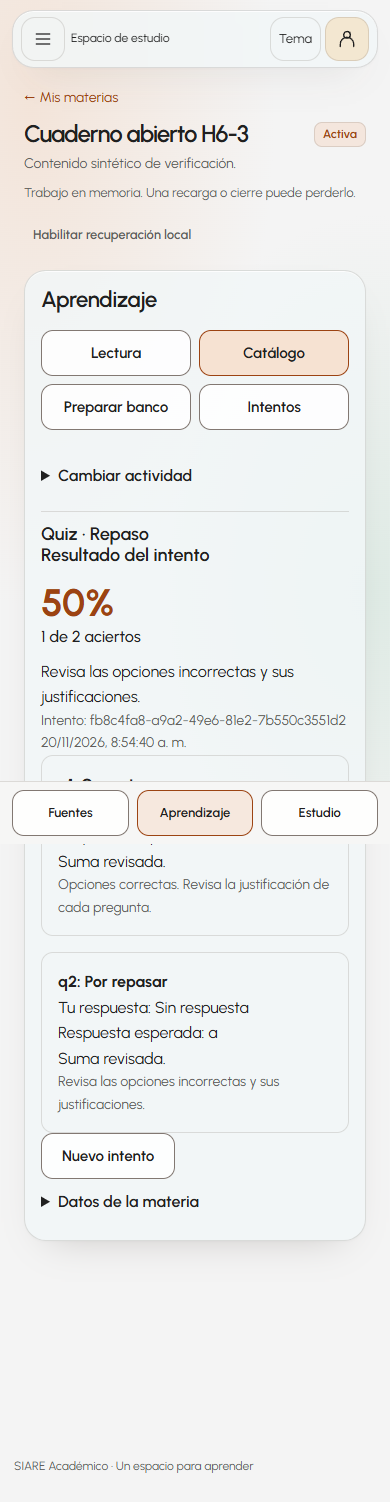 Espacio de estudio
Tema
← Mis materias
Cuaderno abierto H6-3
Activa
Contenido sintético de verificación.
Trabajo en memoria. Una recarga o cierre puede perderlo.
Habilitar recuperación local
Aprendizaje
Lectura
Catálogo
Preparar banco
Intentos
Cambiar actividad
Quiz · Repaso
Resultado del intento
50%
1 de 2 aciertos
Revisa las opciones incorrectas y sus
justificaciones.
Intento: fb8c4fa8-a9a2-49e6-81e2-7b550c3551d2
20/11/2026, 8:54:40 a. m.
Fuentes
Aprendizaje
Estudio
Suma revisada.
Opciones correctas. Revisa la justificación de
cada pregunta.
q2: Por repasar
Tu respuesta: Sin respuesta
Respuesta esperada: a
Suma revisada.
Revisa las opciones incorrectas y sus
justificaciones.
Nuevo intento
Datos de la materia
SIARE Académico · Un espacio para aprender